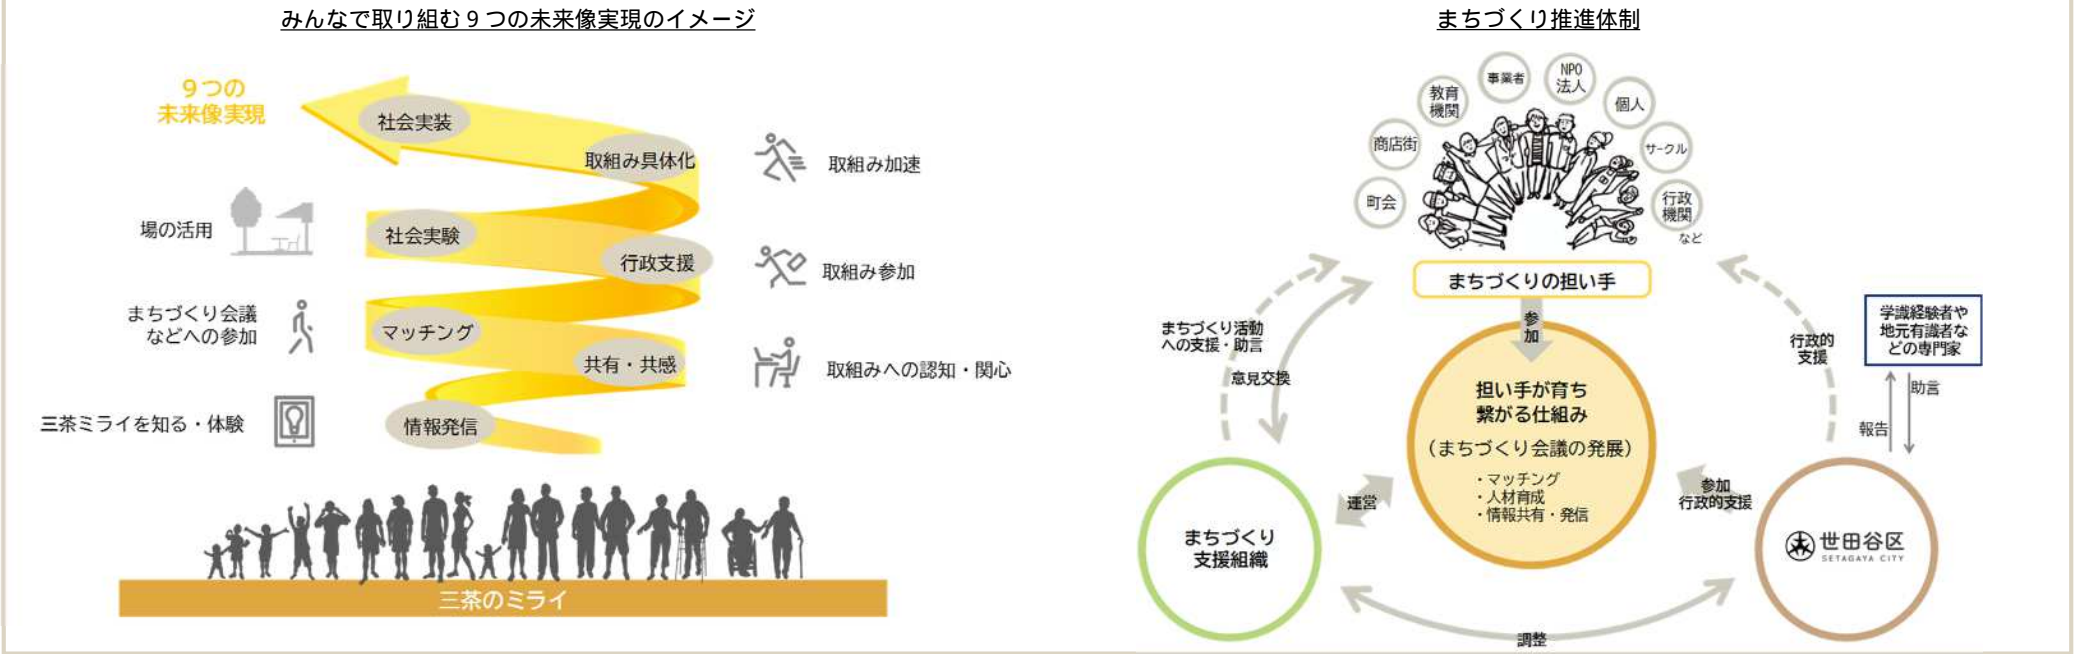 みんなで取り組む９つの未来像実現のイメージ
９つの
未来像実現
社会実装
取組み具体化
取組み加速
場の活用
社会実験
行政支援
取組み参加
まちづくり会議
などへの参加
マッチング
共有・共感
取組みへの認知・関心
三茶ミライを知る・体験
情報発信
三茶のミライ
まちづくり推進体制
町会
商店街
教育
機関
事業者
NPO
法人
個人
サークル
行政
機関
など
まちづくりの担い手
参
加
まちづくり活動
への支援・助言
意見交換
行政的
支援
学識経験者や
地元有識者な
どの専門家
助言
報告
担い手が育ち
繋がる仕組み
（まちづくり会議の発展）
・マッチング
・人材育成
・情報共有・発信
運営
参加
行政的支援
まちづくり
支援組織
世田谷区
SETAGAYA CITY
調整